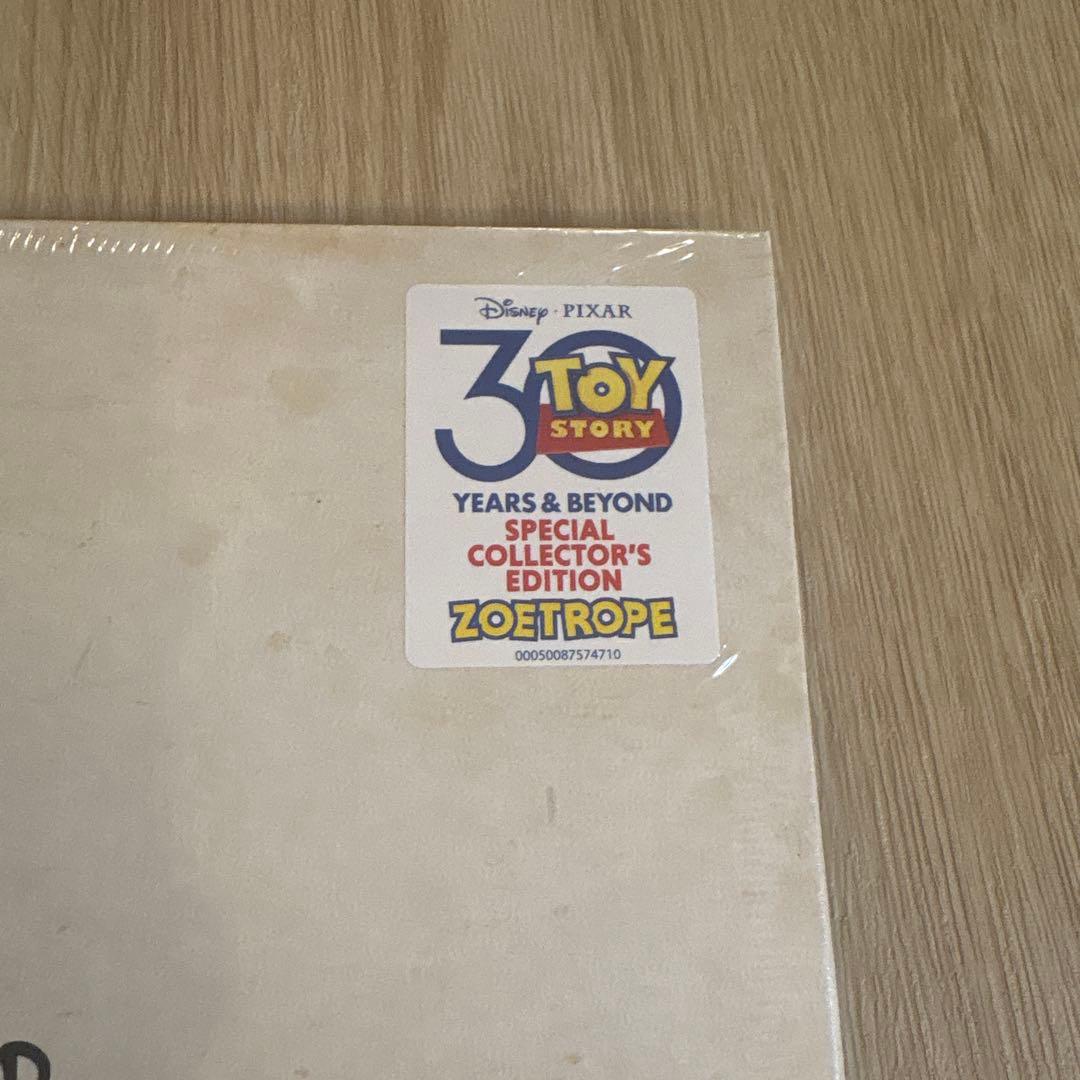 Disney · PIXAR
30
TOY
STORY
YEARS & BEYOND
SPECIAL
COLLECTOR'S
EDITION
ZOETROPE
00050087574710